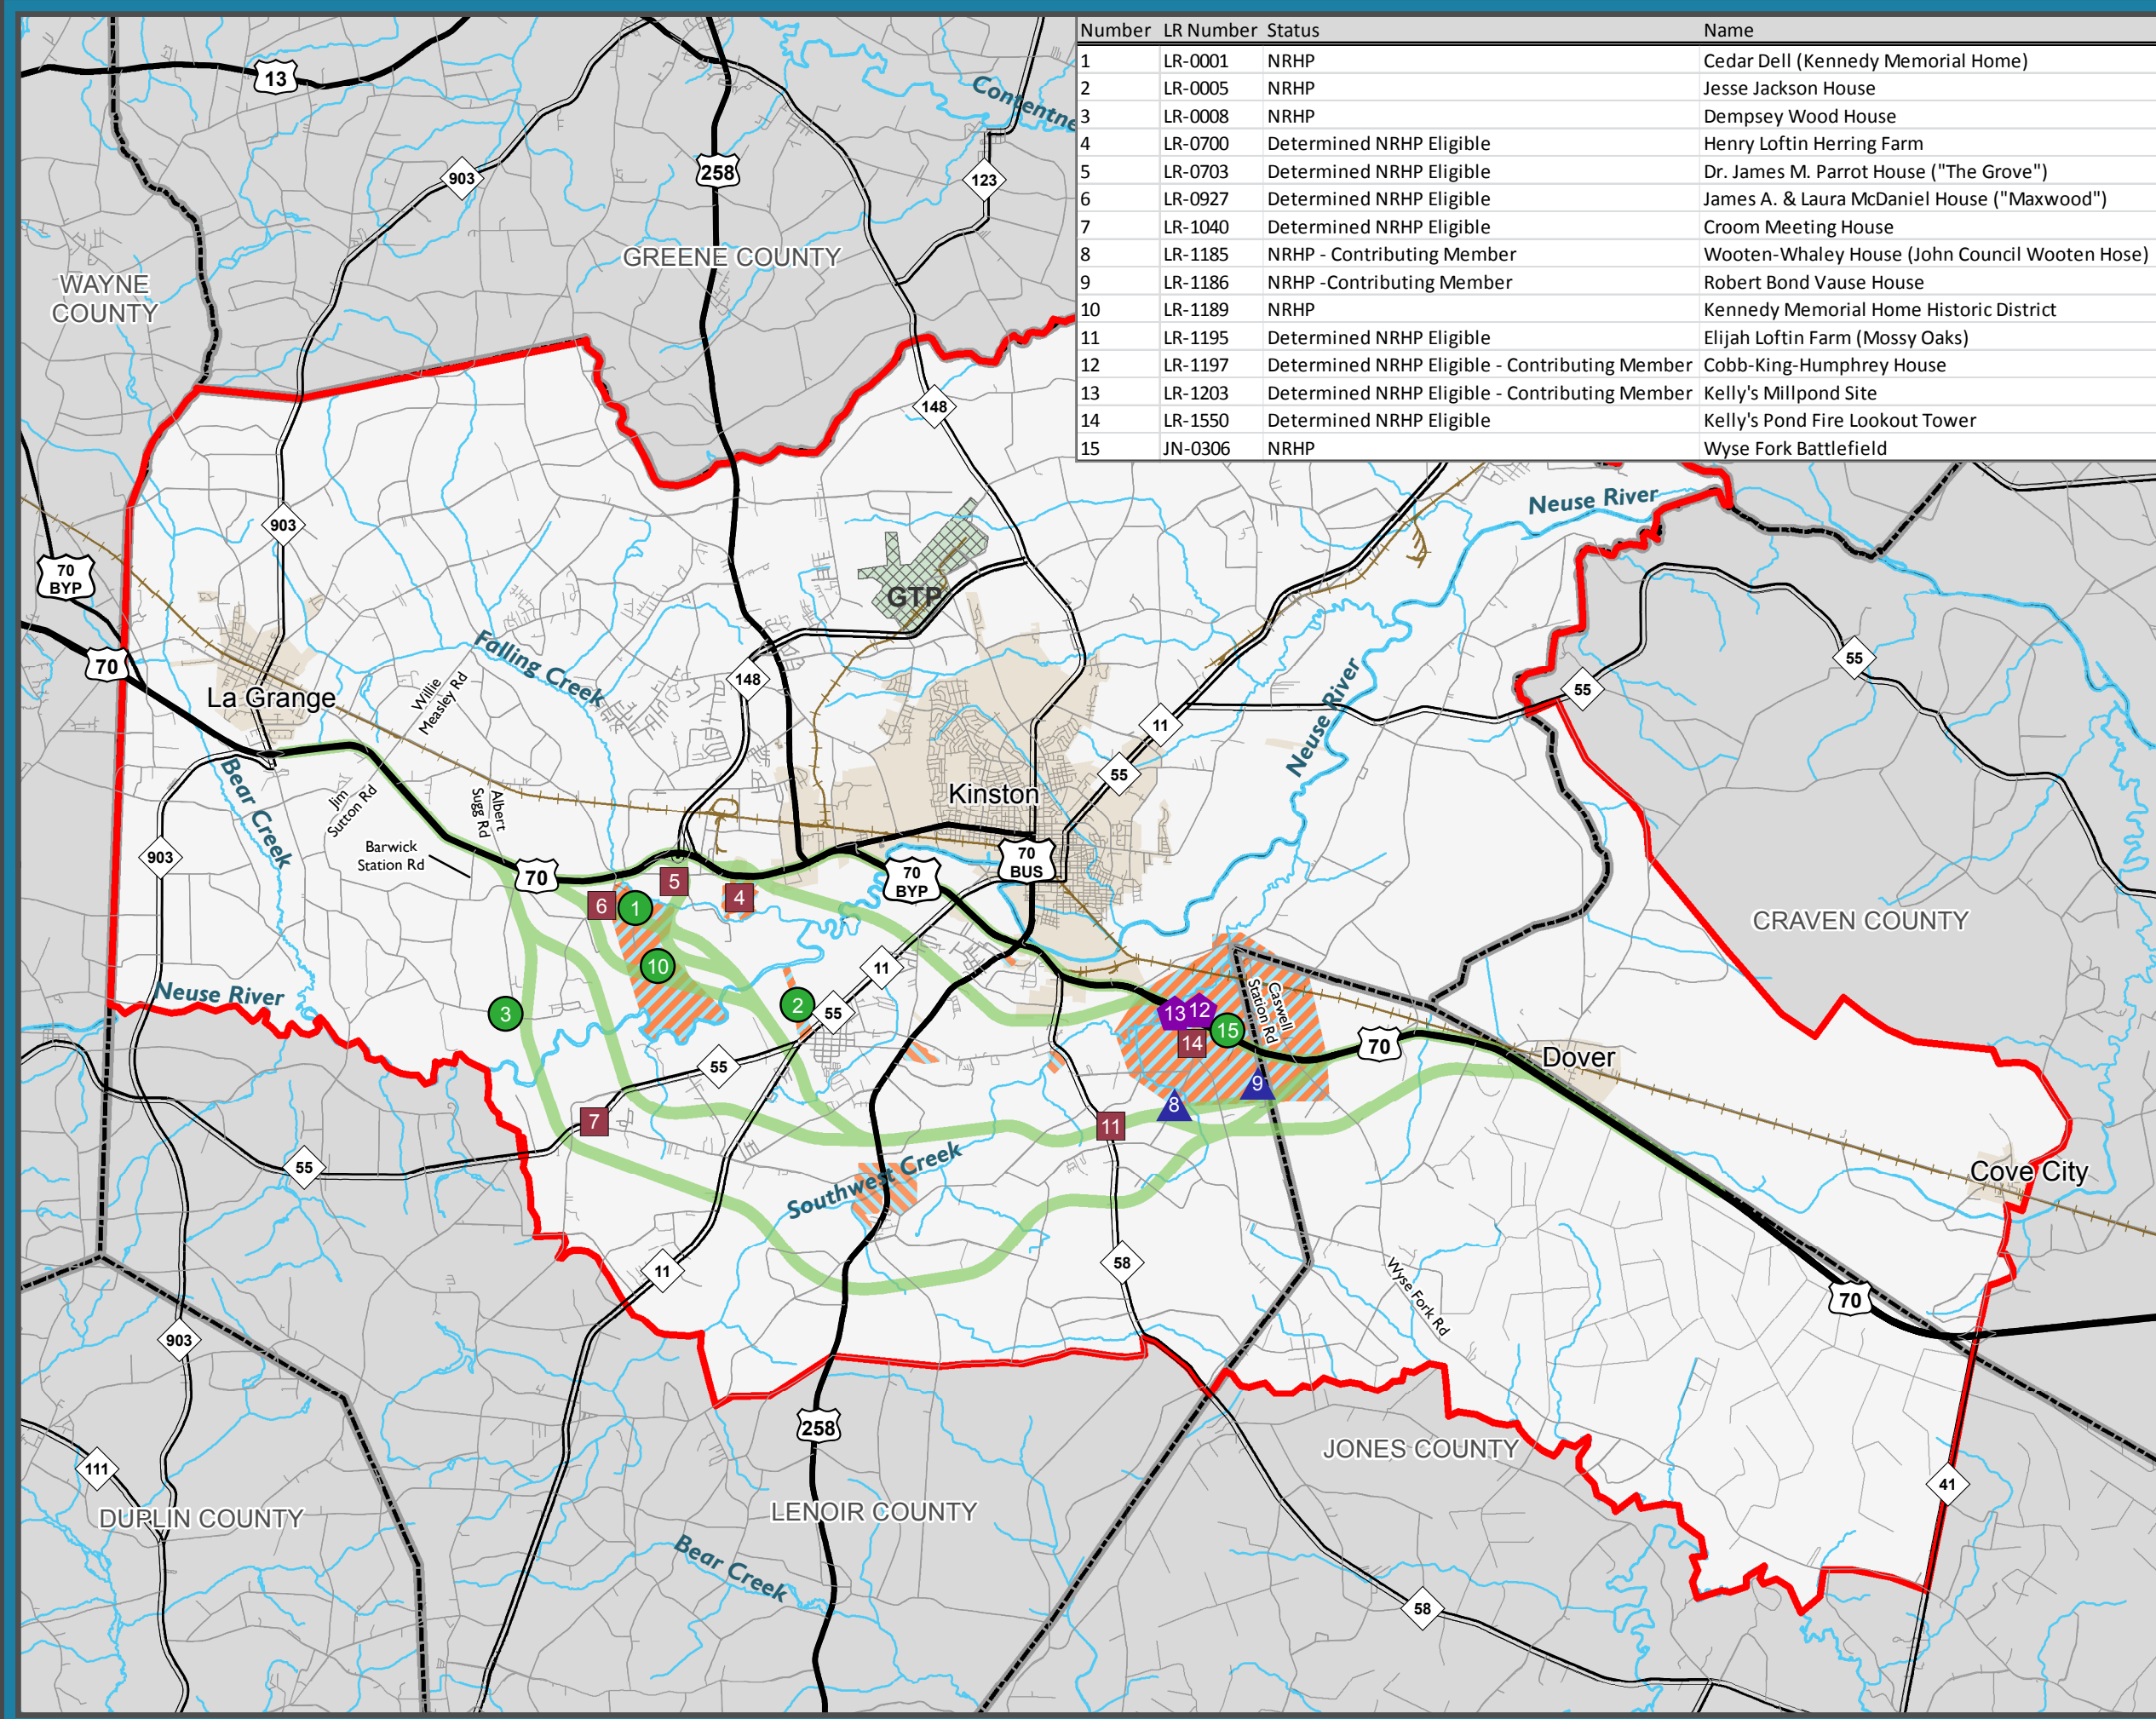 Number LR Number Status Name
1 LR-0001 NRHP Cedar Dell (Kennedy Memorial Home)
2 LR-0005 NRHP Jesse Jackson House
3 LR-0008 NRHP Dempsey Wood House
4 LR-0700 Determined NRHP Eligible Henry Loftin Herring Farm
5 LR-0703 Determined NRHP Eligible Dr. James M. Parrot House ("The Grove")
6 LR-0927 Determined NRHP Eligible James A. & Laura McDaniel House ("Maxwood")
7 LR-1040 Determined NRHP Eligible Croom Meeting House
8 LR-1185 NRHP - Contributing Member Wooten-Whaley House (John Council Wooten Hose)
9 LR-1186 NRHP -Contributing Member Robert Bond Vause House
10 LR-1189 NRHP Kennedy Memorial Home Historic District
11 LR-1195 Determined NRHP Eligible Elijah Loftin Farm (Mossy Oaks)
12 LR-1197 Determined NRHP Eligible - Contributing Member Cobb-King-Humphrey House
13 LR-1203 Determined NRHP Eligible - Contributing Member Kelly's Millpond Site
14 LR-1550 Determined NRHP Eligible Kelly's Pond Fire Lookout Tower
15 JN-0306 NRHP Wyse Fork Battlefield
13
903
258
123
Contentne
GREENE COUNTY
WAYNE
COUNTY
148
903
Neuse River
70
BYP
GTP
Falling Creek
70
148
55
55
La Grange
Willie
Measley Rd
11
Neuse River
55
Bear Creek
Jim
Sutton Rd
Albert
Sugg Rd
Kinston
Barwick
Station Rd
903
70
70
BYP
70
BUS
5
4
6
1
CRAVEN COUNTY
10
11
Neuse River
3
2
55
13
12
15
14
Caswell
Station Rd
70
Dover
55
9
8
7
11
55
Southwest Creek
Cove City
11
58
Wyse Fork Rd
70
903
258
JONES COUNTY
111
41
DUPLIN COUNTY
LENOIR COUNTY
Bear Creek
58